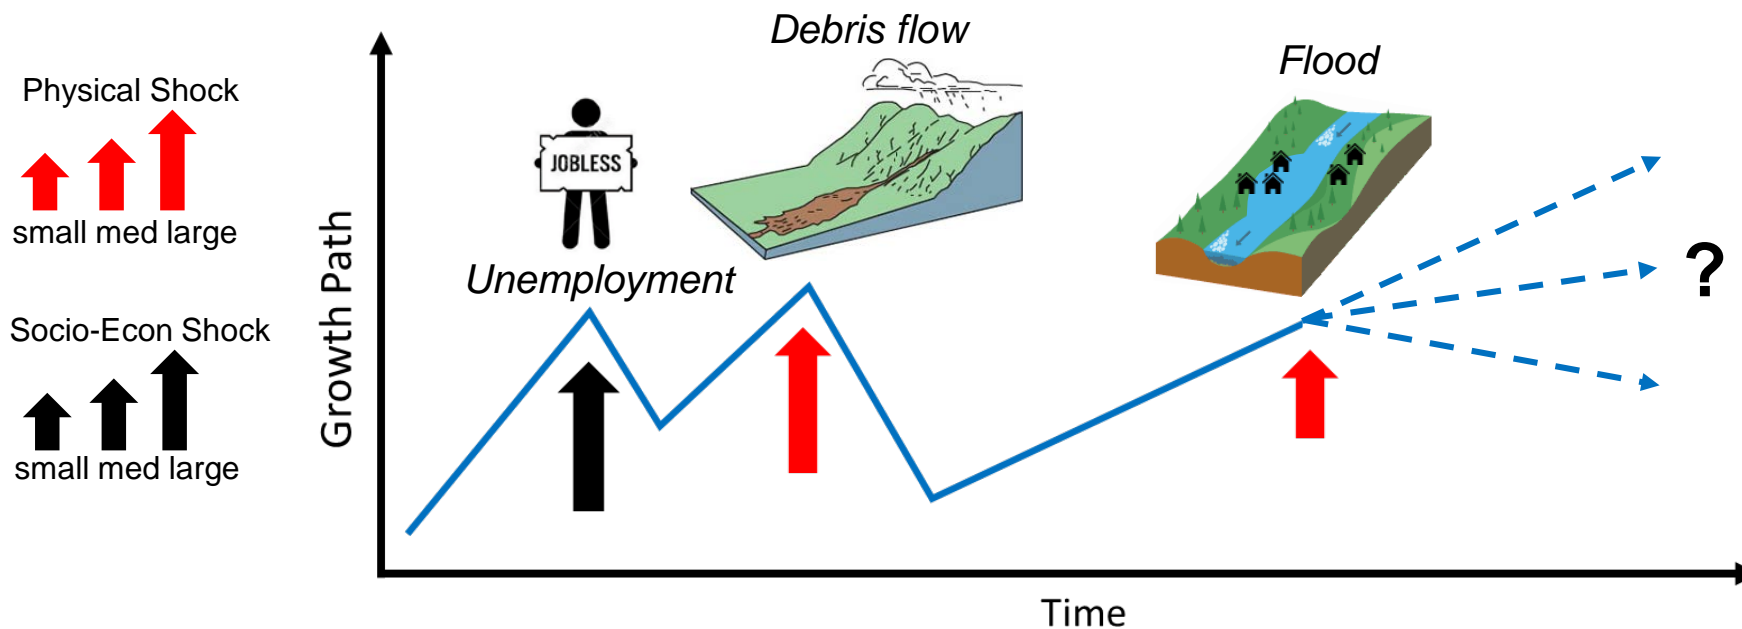 Physical Shock
small med large
Socio-Econ Shock
small med large
Growth Path
Unemployment
JOBLESS
Debris flow
Flood
?
Time